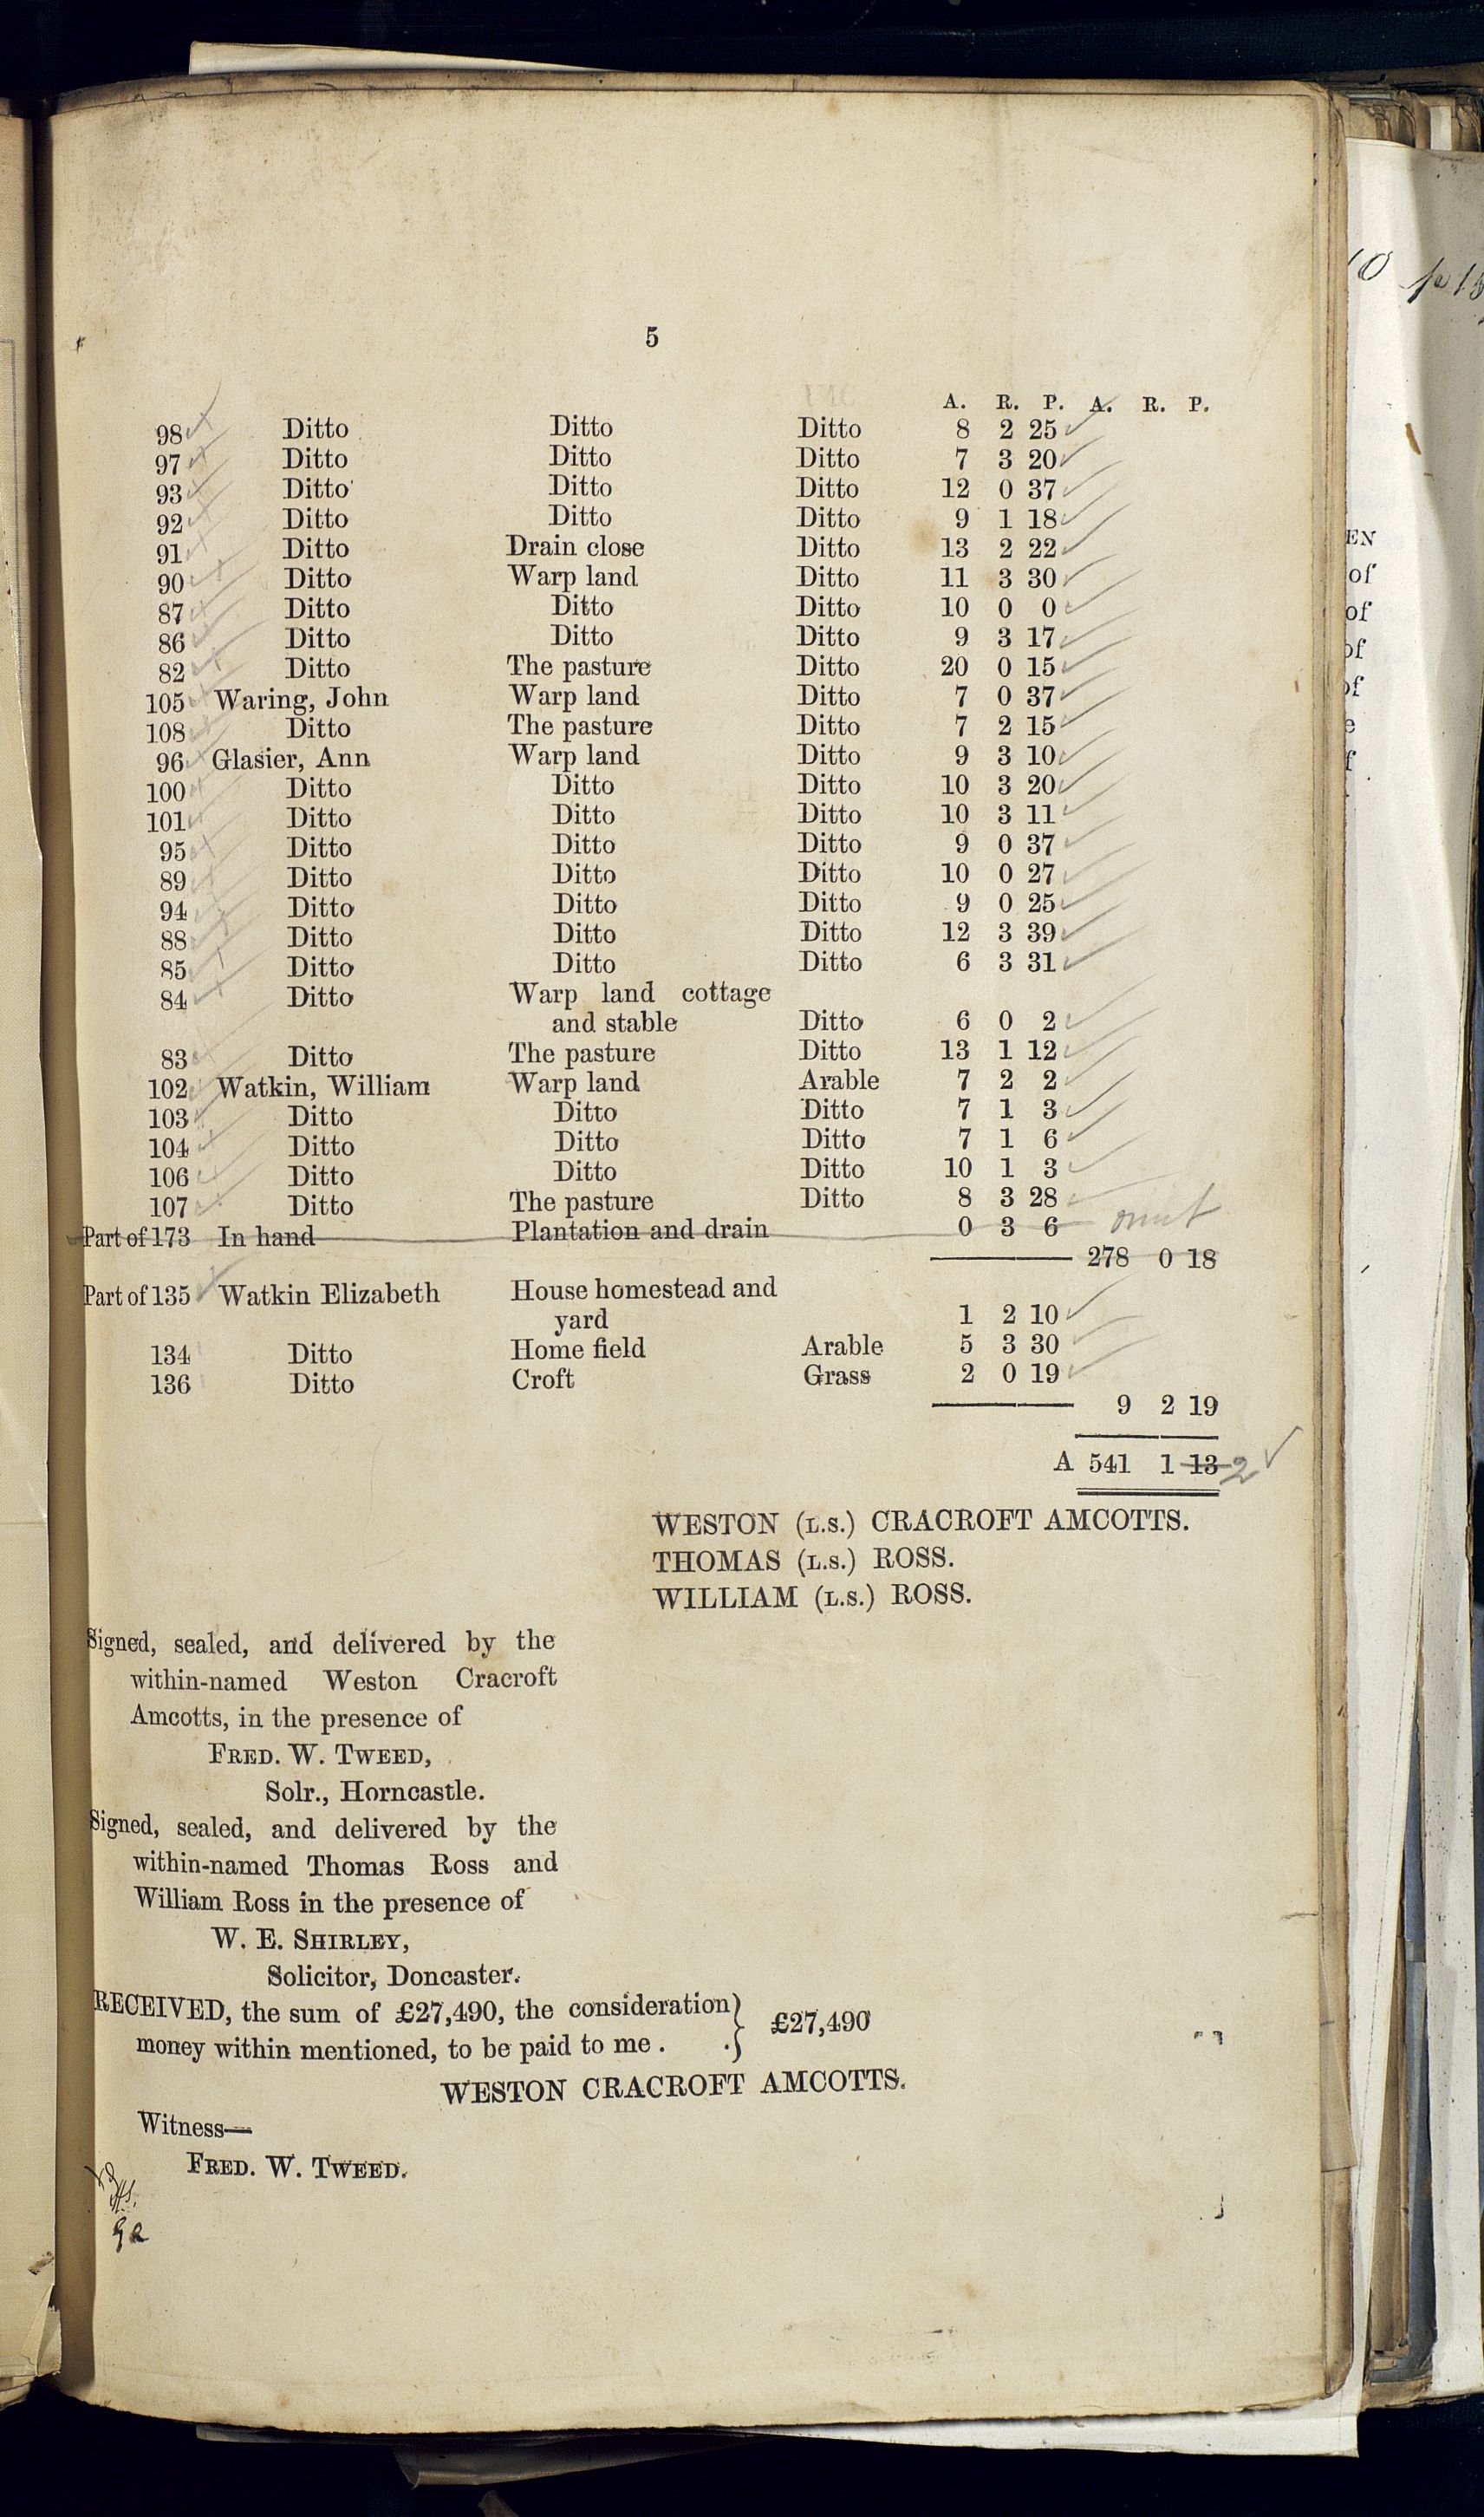 5
A. R. P. A. R. P.
98 Ditto Ditto Ditto 8 2 25
97 Ditto Ditto Ditto 7 3 20
93 Ditto Ditto Ditto 12 0 37
92 Ditto Ditto Ditto 9 1 18
91 Ditto Drain close Ditto 13 2 22
90 Ditto Warp land Ditto 11 3 30
87 Ditto Ditto Ditto 10 0 0
86 Ditto Ditto Ditto 9 3 17
82 Ditto The pasture Ditto 20 0 15
105 Waring, John Warp land Ditto 7 0 37
108 Ditto The pasture Ditto 7 2 15
96 Glasier, Ann Warp land Ditto 9 3 10
100 Ditto Ditto Ditto 10 3 20
101 Ditto Ditto Ditto 10 3 11
95 Ditto Ditto Ditto 9 0 37
89 Ditto Ditto Ditto 10 0 27
94 Ditto Ditto Ditto 9 0 25
88 Ditto Ditto Ditto 12 3 39
85 Ditto Ditto Ditto 6 3 31
84 Ditto Warp land cottage
and stable Ditto 6 0 2
83 Ditto The pasture Ditto 13 1 12
102 Watkin, William Warp land Arable 7 2 2
103 Ditto Ditto Ditto 7 1 3
104 Ditto Ditto Ditto 7 1 6
106 Ditto Ditto Ditto 10 1 3
107 Ditto The pasture Ditto 8 3 28
Part of 173 In hand Plantation and drain 0 3 6 omit
278 0 18
Part of 135 Watkin Elizabeth House homestead and
yard 1 2 10
134 Ditto Home field Arable 5 3 30
136 Ditto Croft Grass 2 0 19
9 2 19
A 541 1 13 2
WESTON (L.S.) CRACROFT AMCOTTS.
THOMAS (L.S.) ROSS.
WILLIAM (L.S.) ROSS.
Signed, sealed, and delivered by the
within-named Weston Cracroft
Amcotts, in the presence of
FRED. W. TWEED,
Solr., Horncastle.
Signed, sealed, and delivered by the
within-named Thomas Ross and
William Ross in the presence of
W. E. SHIRLEY,
Solicitor, Doncaster.
RECEIVED, the sum of £27,490, the consideration
money within mentioned, to be paid to me . . } £27,490
WESTON CRACROFT AMCOTTS.
Witness—
FRED. W. TWEED.
EN
of
of
of
of